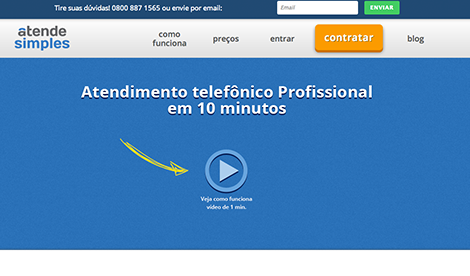 Tire suas dúvidas! 0800 887 1565 ou envie por email:
Email
ENVIAR
atende
simples
como
funciona
preços
entrar
contratar
blog
Atendimento telefônico Profissional
em 10 minutos
Veja como funciona
vídeo de 1 min.